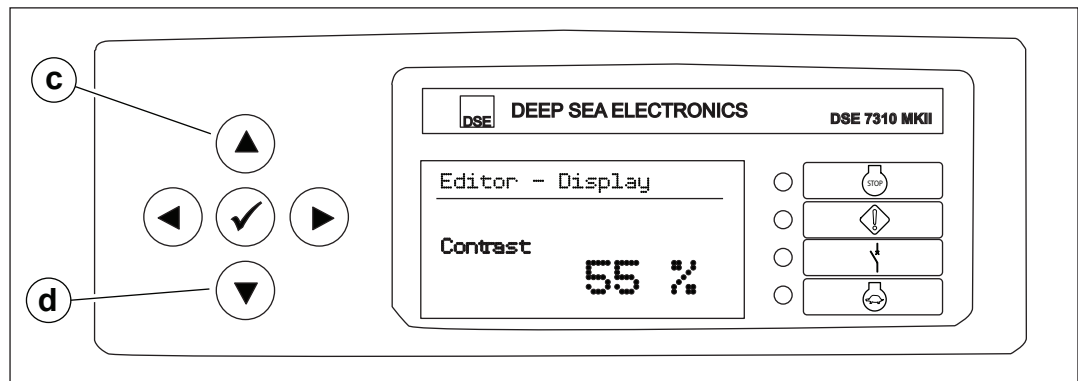 c
DSE DEEP SEA ELECTRONICS DSE 7310 MKII
Editor - Display
STOP
Contrast
55 %
d